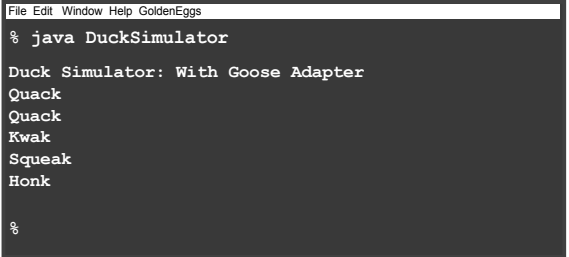 File Edit Window Help GoldenEggs
% java DuckSimulator
Duck Simulator: With Goose Adapter
Quack
Quack
Kwak
Squeak
Honk
%